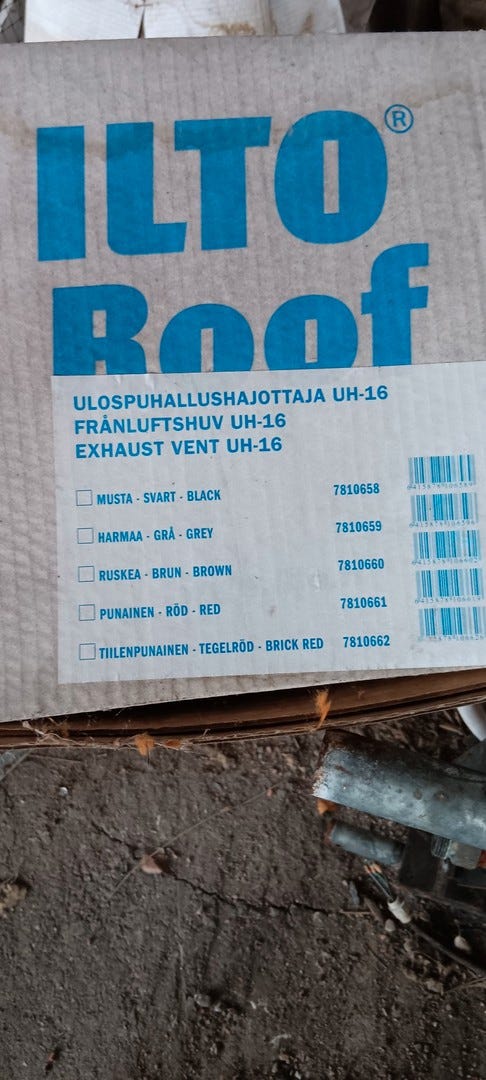 ILTO®
Roof
ULOSPUHALLUSHAJOTTAJA UH-16
FRÅNLUFTSHUV UH-16
EXHAUST VENT UH-16
MUSTA - SVART - BLACK 7810658
HARMAA - GRÅ - GREY 7810659
RUSKEA - BRUN - BROWN 7810660
PUNAINEN - RÖD - RED 7810661
TIILENPUNAINEN - TEGELRÖD - BRICK RED 7810662